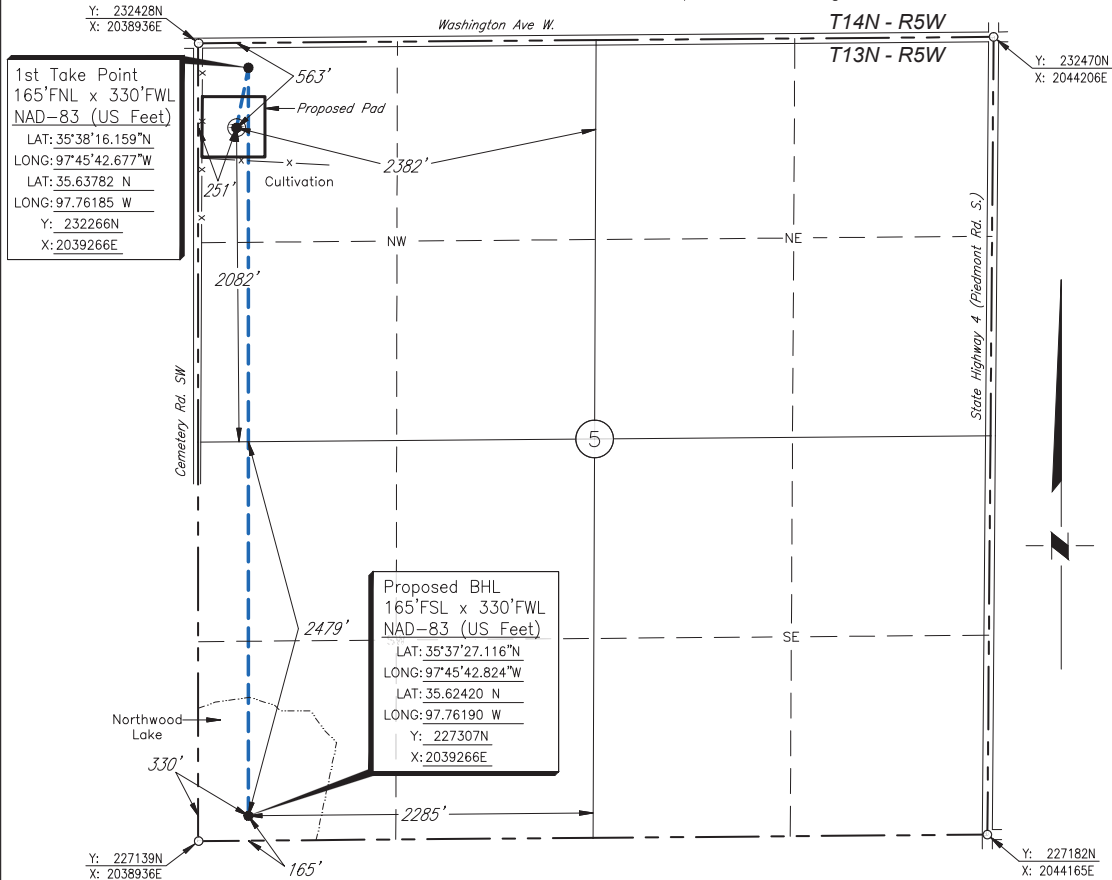 Y: 232428N
X: 2038936E
Washington Ave W.
T14N - R5W
T13N - R5W
Y: 232470N
X: 2044206E
1st Take Point
165'FNL x 330'FWL
NAD-83 (US Feet)
LAT: 35°38'16.159"N
LONG: 97°45'42.677"W
LAT: 35.63782 N
LONG: 97.76185 W
Y: 232266N
X: 2039266E
563'
Proposed Pad
x
x
x
x
x
x
251'
Cultivation
2382'
NW
NE
2082'
State Highway 4 (Piedmont Rd. S.)
Cemetery Rd. SW
5
Proposed BHL
165'FSL x 330'FWL
NAD-83 (US Feet)
LAT: 35°37'27.116"N
LONG: 97°45'42.824"W
LAT: 35.62420 N
LONG: 97.76190 W
Y: 227307N
X: 2039266E
2479'
SE
N
Northwood
Lake
330'
2285'
165'
Y: 227139N
X: 2038936E
Y: 227182N
X: 2044165E